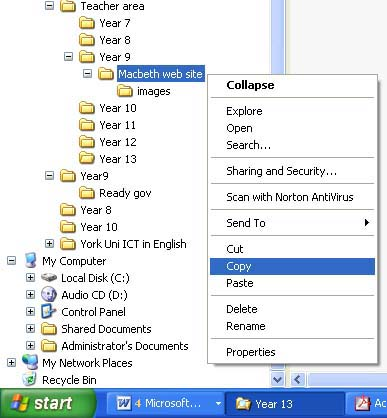 Teacher area
Year 7
Year 8
Year 9
Macbeth web site
images
Year 10
Year 11
Year 12
Year 13
Year9
Ready gov
Year 8
Year 10
York Uni ICT in English
My Computer
Local Disk (C:)
Audio CD (D:)
Control Panel
Shared Documents
Administrator's Documents
My Network Places
Recycle Bin
Collapse
Explore
Open
Search...
Sharing and Security...
Scan with Norton AntiVirus
Send To
Cut
Copy
Paste
Delete
Rename
Properties
start
4 Microsoft...
Year 13
Ac